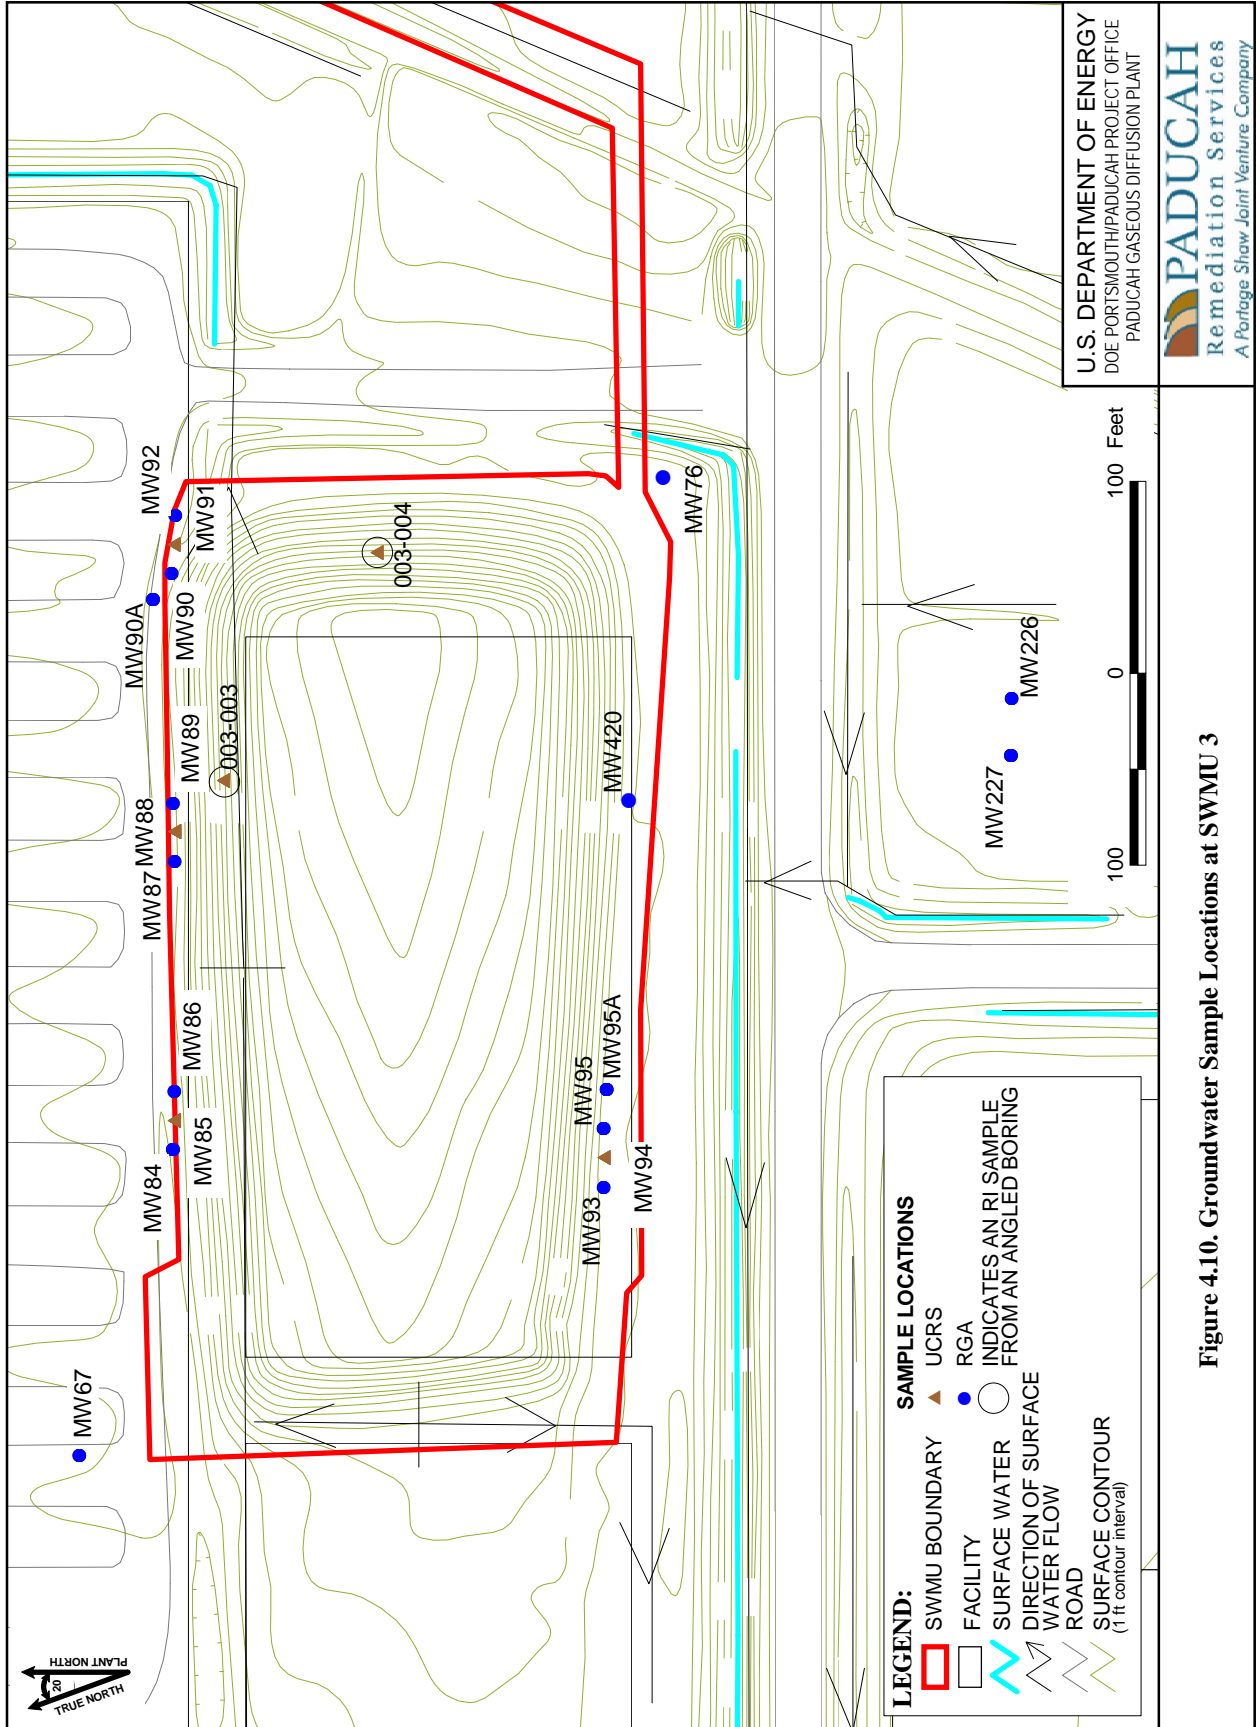 MW67
MW84
MW85
MW86
MW87
MW88
MW89
003-003
MW90A
MW90
MW91
MW92
003-004
MW76
MW420
MW93
MW94
MW95
MW95A
MW227
MW226
PLANT NORTH
TRUE NORTH
20
LEGEND:
SWMU BOUNDARY
FACILITY
SURFACE WATER
DIRECTION OF SURFACE
WATER FLOW
ROAD
SURFACE CONTOUR
(1 ft contour interval)
SAMPLE LOCATIONS
UCRS
RGA
INDICATES AN RI SAMPLE
FROM AN ANGLED BORING
100 0 100 Feet
U.S. DEPARTMENT OF ENERGY
DOE PORTSMOUTH/PADUCAH PROJECT OFFICE
PADUCAH GASEOUS DIFFUSION PLANT
PADUCAH
Remediation Services
A Portage Shaw Joint Venture Company
Figure 4.10. Groundwater Sample Locations at SWMU 3